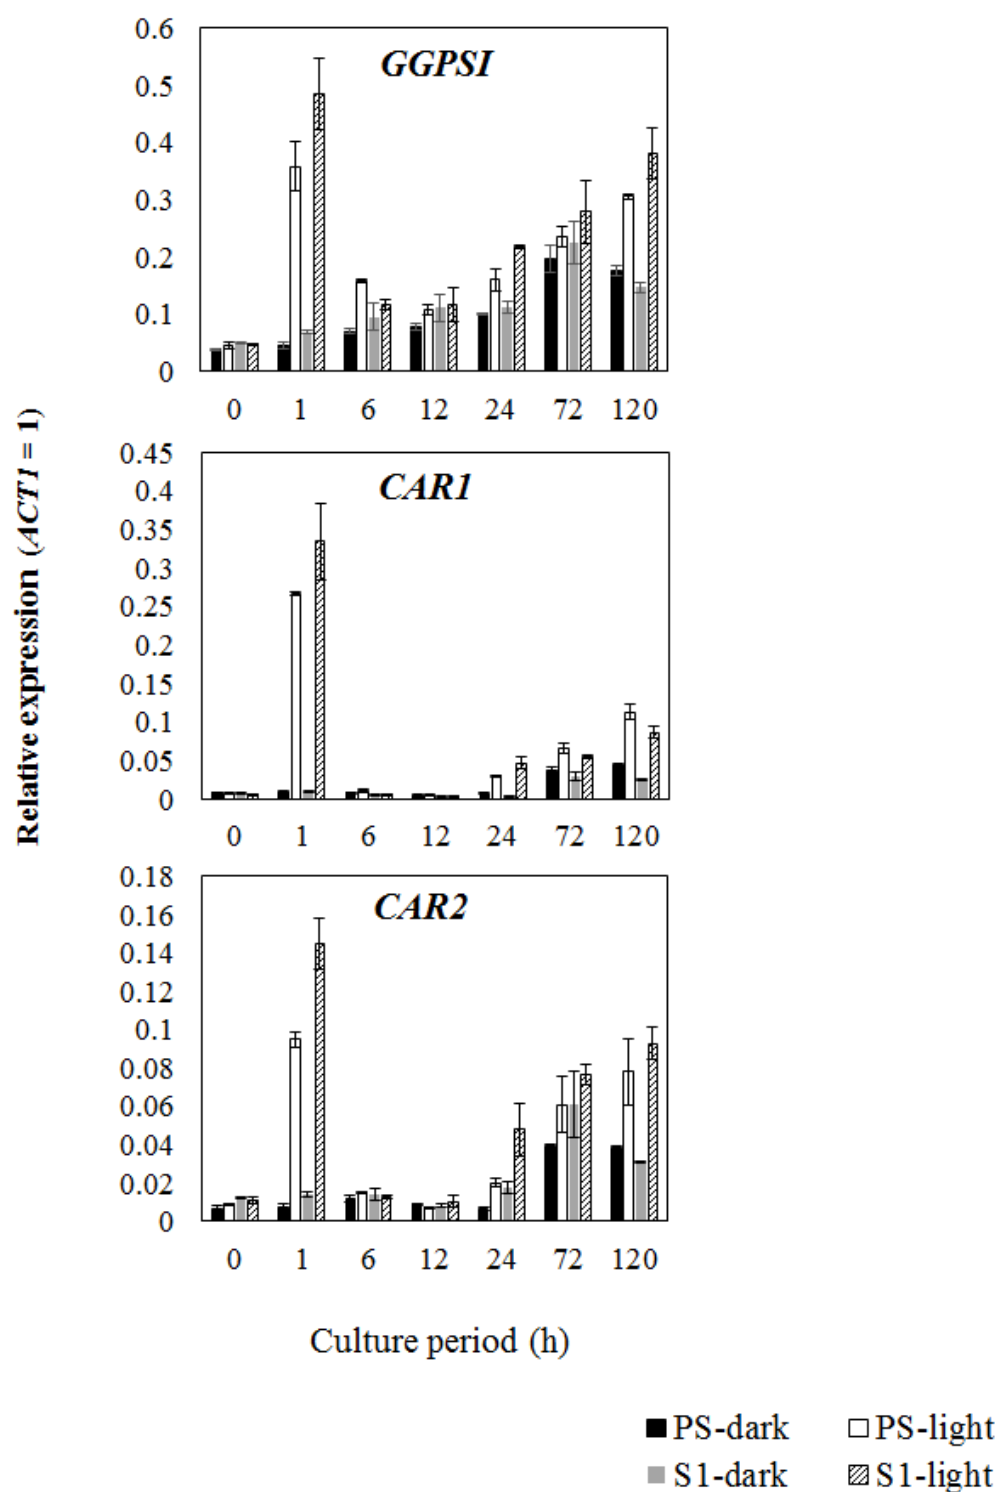 Relative expression (ACT1 = 1)
GGPSI
0.6
0.5
0.4
0.3
0.2
0.1
0
0 1 6 12 24 72 120
CAR1
0.45
0.4
0.35
0.3
0.25
0.2
0.15
0.1
0.05
0
0 1 6 12 24 72 120
CAR2
0.18
0.16
0.14
0.12
0.1
0.08
0.06
0.04
0.02
0
0 1 6 12 24 72 120
Culture period (h)
PS-dark PS-light
S1-dark S1-light